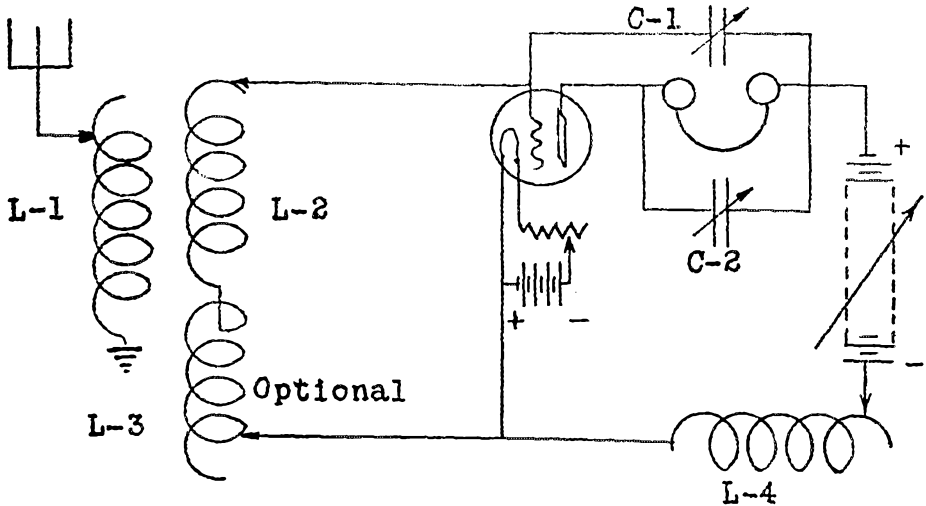 C-1
+
L-1
L-2
C-2
+ -
-
Optional
L-3
L-4